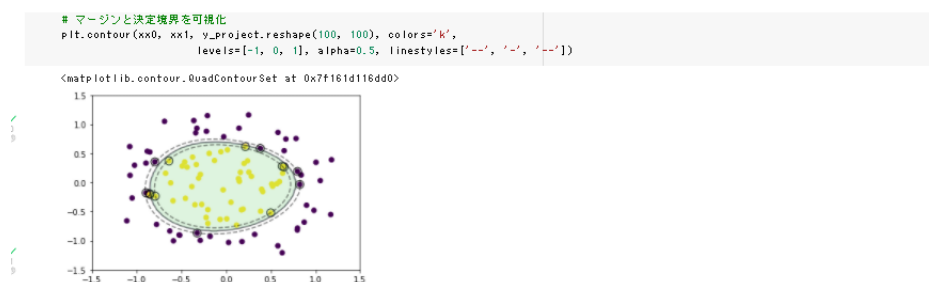 # マージンと決定境界を可視化
plt.contour(xx0, xx1, y_project.reshape(100, 100), colors='k',
levels=[-1, 0, 1], alpha=0.5, linestyles=['--', '-', '--'])
<matplotlib.contour.QuadContourSet at 0x7f161d116dd0>
1.5
1.0
0.5
0.0
-0.5
-1.0
-1.5
-1.5 -1.0 -0.5 0.0 0.5 1.0 1.5